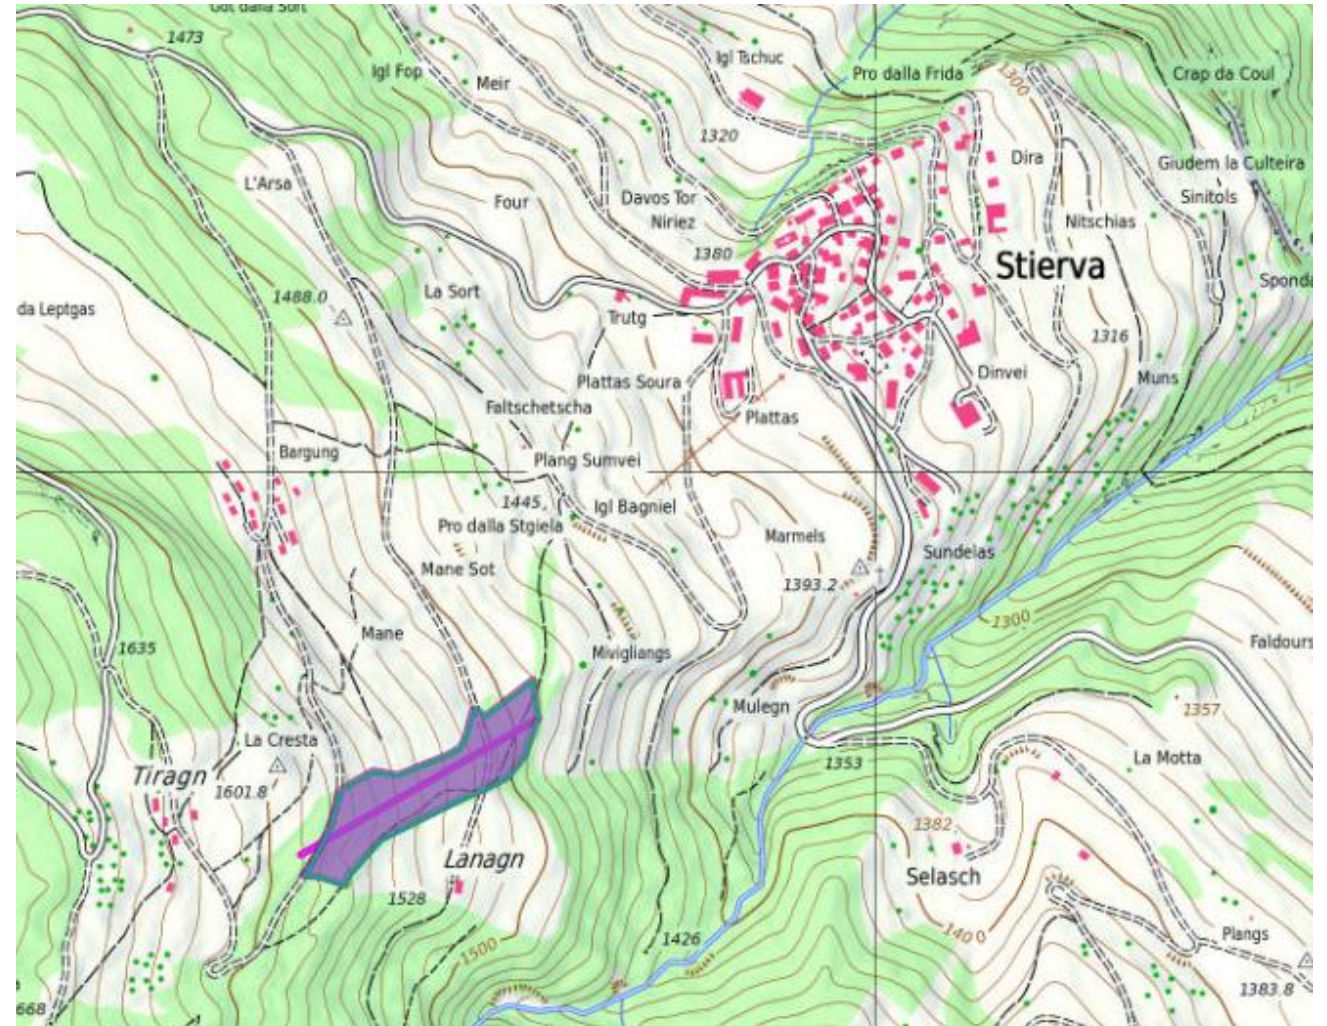 Got dalla Sort
1473
Igl Tschuc
Igl Fop
Meir
Pro dalla Frida
1300
Crap da Coul
1320
Dira
Giudem la Culteira
L'Arsa
Sinitols
Four
Davos Tor
Niriez
Nitschias
1380
Stierva
Sponda
La Sort
1488.0
da Leptgas
Trutg
1316
Plattas Soura
Dinvei
Muns
Faltschetscha
Plattas
Bargung
Plang Sumvei
1445
Igl Bagniel
Pro dalla Stgiela
Marmels
Sundelas
Mane Sot
1393.2
1300
Mane
Faldours
1635
Mivigliangs
Mulegn
1357
La Cresta
La Motta
1353
Tiragn
1601.8
1382
Lanagn
Selasch
1528
Plangs
1426
1400
1500
1383.8
668